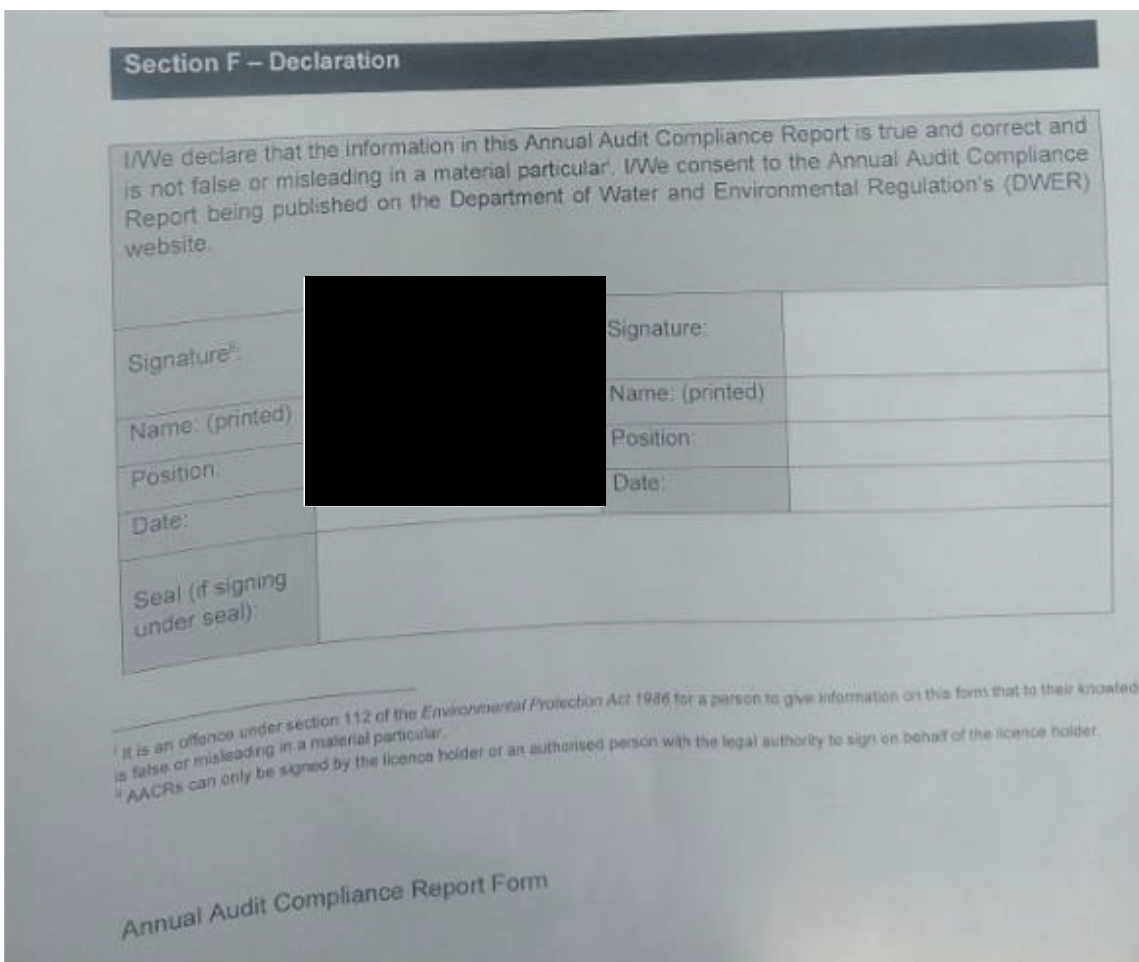 Section F – Declaration
I/We declare that the information in this Annual Audit Compliance Report is true and correct and
is not false or misleading in a material particularⁱ. I/We consent to the Annual Audit Compliance
Report being published on the Department of Water and Environmental Regulation's (DWER)
website.
Signatureⁱⁱ:
Name: (printed)
Position:
Date:
Signature:
Name: (printed)
Position:
Date:
Seal (if signing
under seal):
ⁱ It is an offence under section 112 of the Environmental Protection Act 1986 for a person to give information on this form that to their knowled
is false or misleading in a material particular.
ⁱⁱ AACRs can only be signed by the licence holder or an authorised person with the legal authority to sign on behalf of the licence holder.
Annual Audit Compliance Report Form